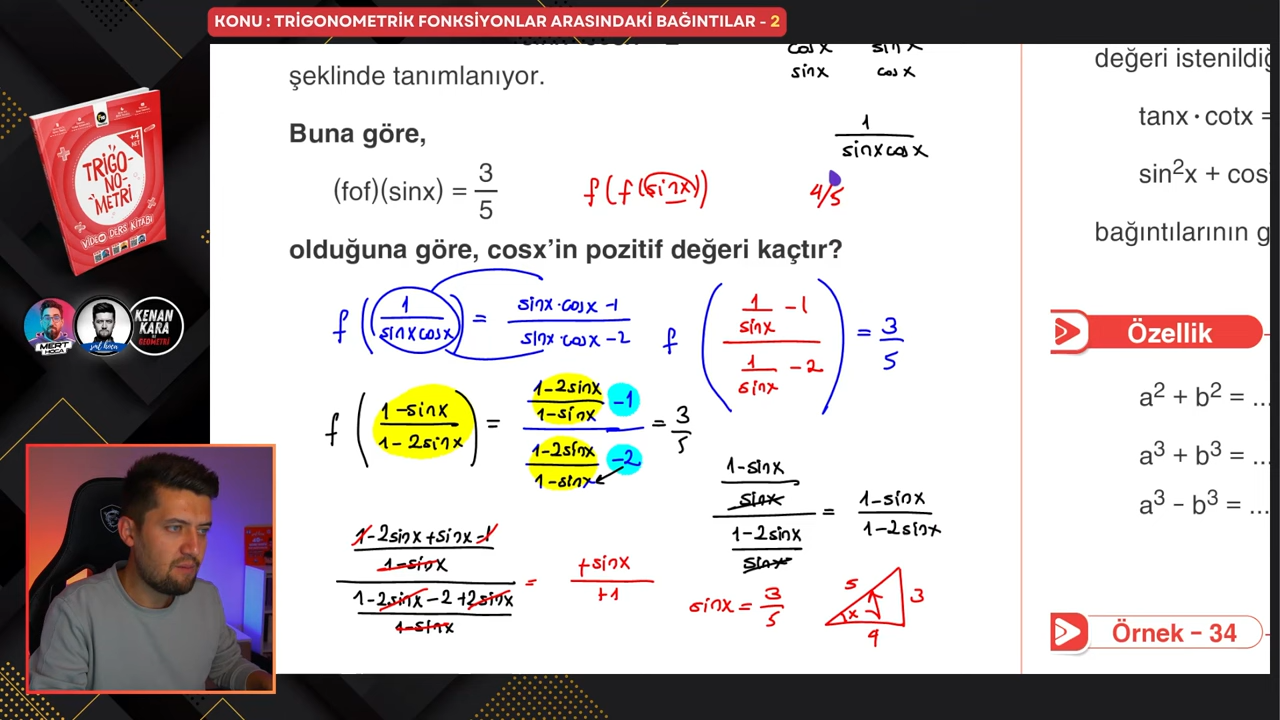 KONU : TRİGONOMETRİK FONKSİYONLAR ARASINDAKİ BAĞINTILAR - 2
cosx sinx
sinx cosx
şeklinde tanımlanıyor.
Buna göre,
1
sinxcosx
(fof)(sinx) = 3/5
f(f(sinx))
4/5
olduğuna göre, cosx'in pozitif değeri kaçtır?
f(1/(sinxcosx)) = (sinx·cosx -1)/(sinx·cosx -2)
f((1/sinx -1)/(1/sinx -2)) = 3/5
f((1-sinx)/(1-2sinx)) = ((1-2sinx)/(1-sinx) -1)/((1-2sinx)/(1-sinx) -2) = 3/5
((1-sinx)/sinx)/((1-2sinx)/sinx) = (1-sinx)/(1-2sinx)
((1-2sinx+sinx-1)/(1-sinx))/((1-2sinx-2+2sinx)/(1-sinx)) = +sinx/+1
sinx = 3/5
5 3 x 4
değeri istenildiğ
tanx·cotx =
sin²x + cos
bağıntılarının g
Özellik
a² + b² = ...
a³ + b³ = ...
a³ - b³ = ...
Örnek - 34
+4 NET
TRİGO-
NO-
METRİ
VİDEO DERS KİTABI
MERT HOCA
KENAN
KARA
GEOMETRİ